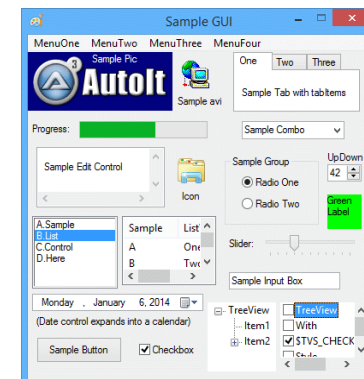 Sample GUI
MenuOne MenuTwo MenuThree MenuFour
Sample Pic
3
AutoIt
Sample avi
One Two Three
Sample Tab with tabItems
Progress:
Sample Combo
Sample Edit Control
Icon
Sample Group
Radio One
Radio Two
UpDown
42
Green
Label
A.Sample
B.List
C.Control
D.Here
Sample
A
B
Slider:
Sample Input Box
Monday , January 6, 2014
(Date control expands into a calendar)
Sample Button
Checkbox
TreeView
Item1
Item2
TreeView
With
$TVS_CHECK
Style